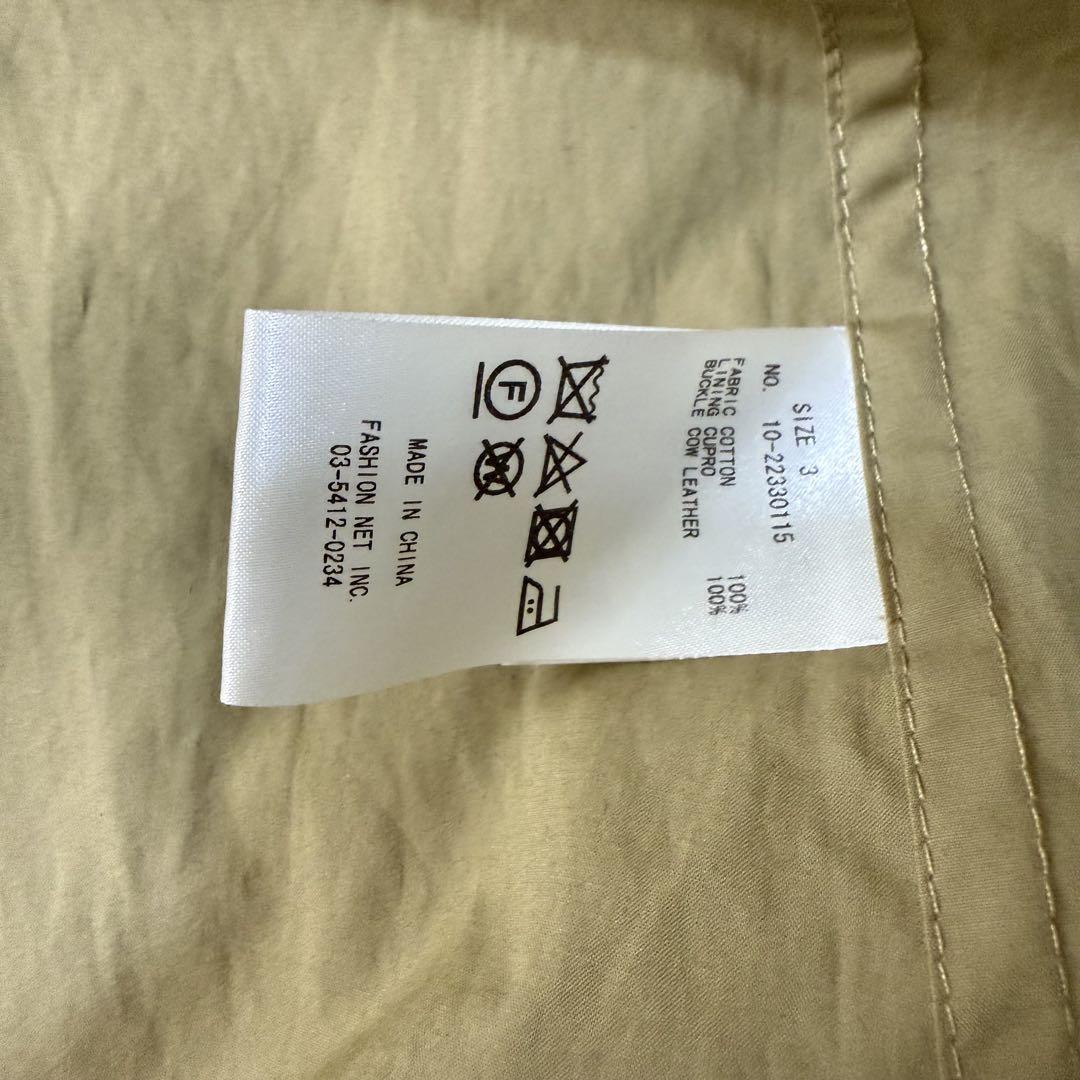 SIZE 3
NO. 10-22330115
FABRIC COTTON 100%
LINING CUPRO 100%
BUCKLE COW LEATHER
F
W
MADE IN CHINA
FASHION NET INC.
03-5412-0234